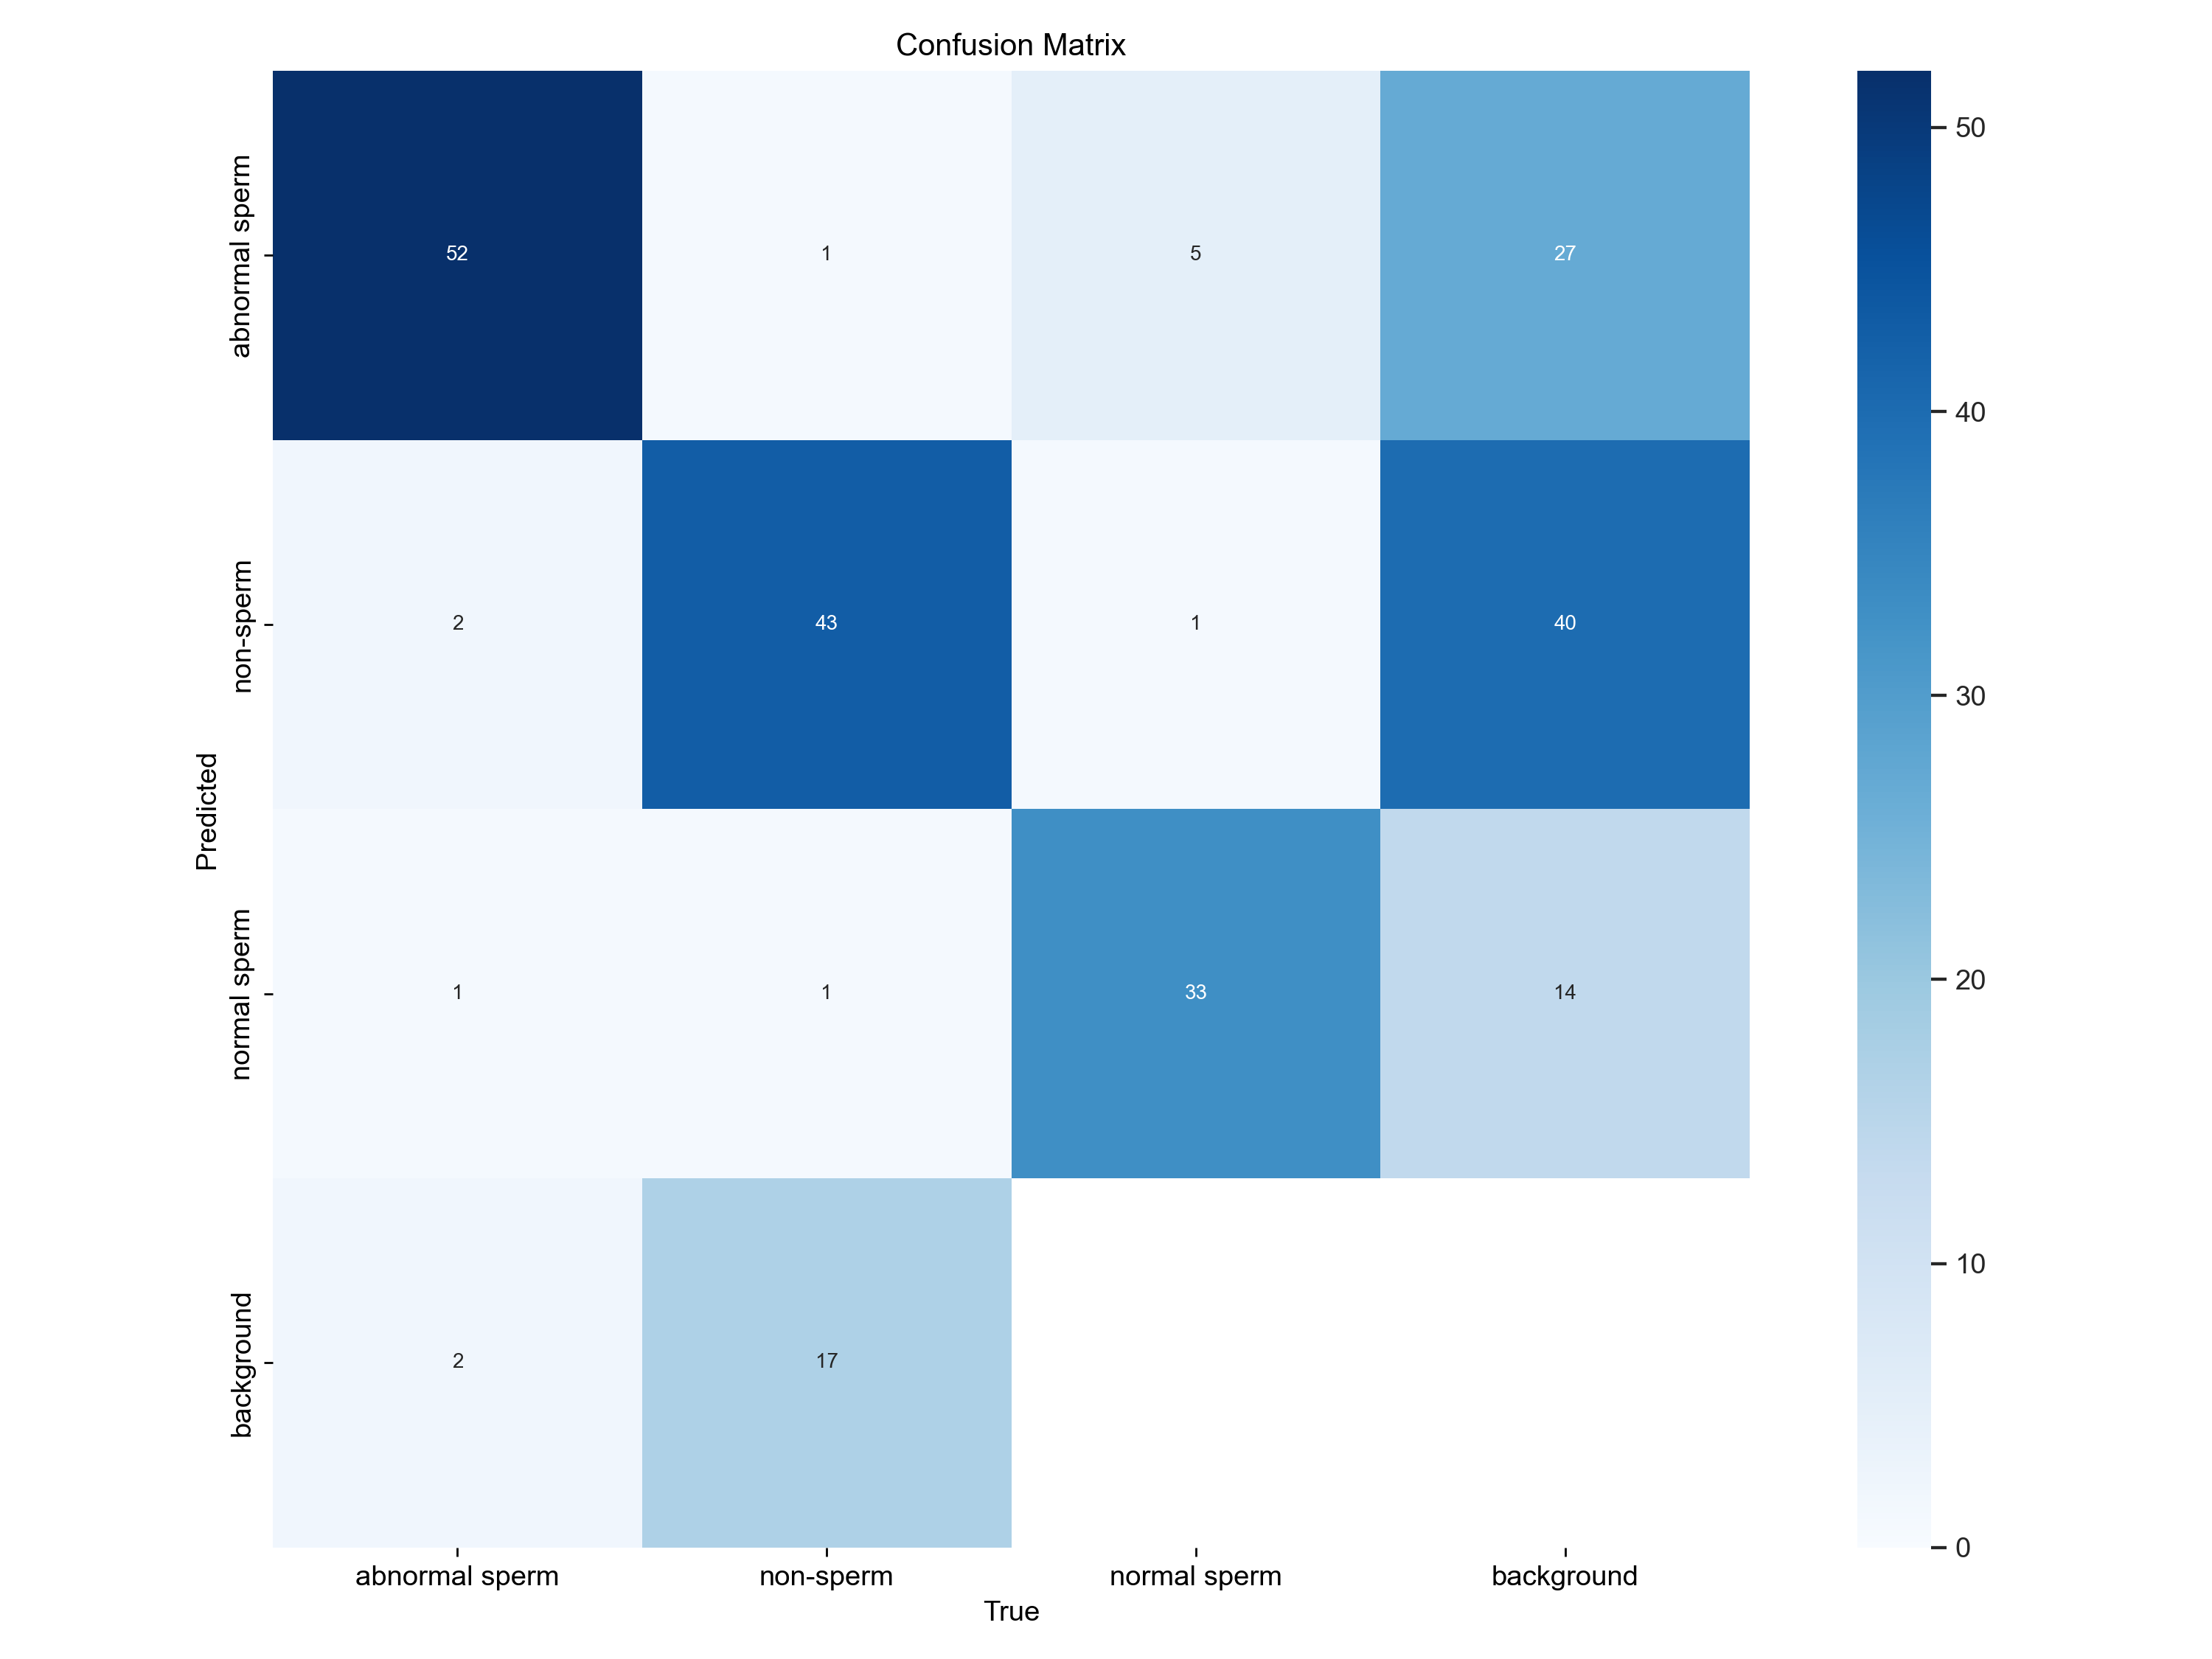 Confusion Matrix
abnormal sperm
52
1
5
27
non-sperm
2
43
1
40
normal sperm
1
1
33
14
background
2
17
abnormal sperm
non-sperm
normal sperm
background
True
Predicted
50
40
30
20
10
0